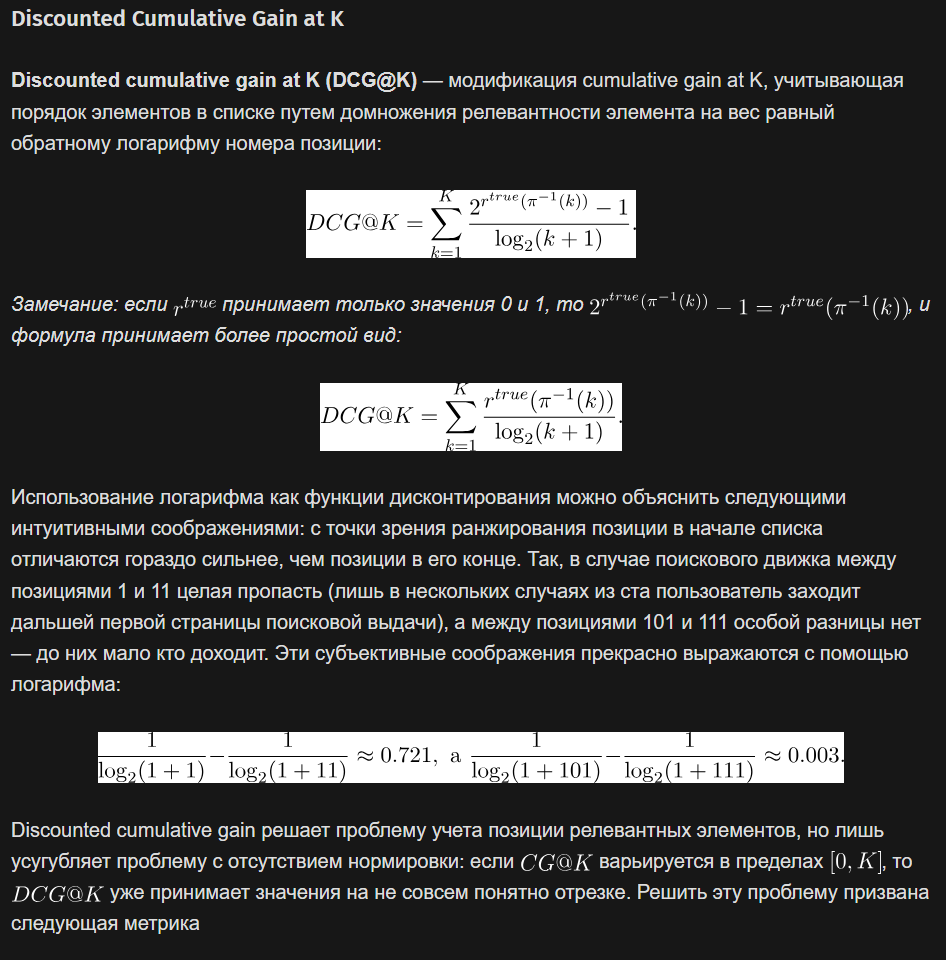 Discounted Cumulative Gain at K
Discounted cumulative gain at K (DCG@K) — модификация cumulative gain at K, учитывающая
порядок элементов в списке путем домножения релевантности элемента на вес равный
обратному логарифму номера позиции:
$DCG@K = \sum_{k=1}^{K} \frac{2^{r^{true}(\pi^{-1}(k))} - 1}{\log_2(k+1)}.$
Замечание: если $r^{true}$ принимает только значения 0 и 1, то $2^{r^{true}(\pi^{-1}(k))} - 1 = r^{true}(\pi^{-1}(k))$, и
формула принимает более простой вид:
$DCG@K = \sum_{k=1}^{K} \frac{r^{true}(\pi^{-1}(k))}{\log_2(k+1)}.$
Использование логарифма как функции дисконтирования можно объяснить следующими
интуитивными соображениями: с точки зрения ранжирования позиции в начале списка
отличаются гораздо сильнее, чем позиции в его конце. Так, в случае поискового движка между
позициями 1 и 11 целая пропасть (лишь в нескольких случаях из ста пользователь заходит
дальшей первой страницы поисковой выдачи), а между позициями 101 и 111 особой разницы нет
— до них мало кто доходит. Эти субъективные соображения прекрасно выражаются с помощью
логарифма:
$\frac{1}{\log_2(1+1)} - \frac{1}{\log_2(1+11)} \approx 0.721, \text{ а } \frac{1}{\log_2(1+101)} - \frac{1}{\log_2(1+111)} \approx 0.003.$
Discounted cumulative gain решает проблему учета позиции релевантных элементов, но лишь
усугубляет проблему с отсутствием нормировки: если $CG@K$ варьируется в пределах $[0, K]$, то
$DCG@K$ уже принимает значения на не совсем понятно отрезке. Решить эту проблему призвана
следующая метрика